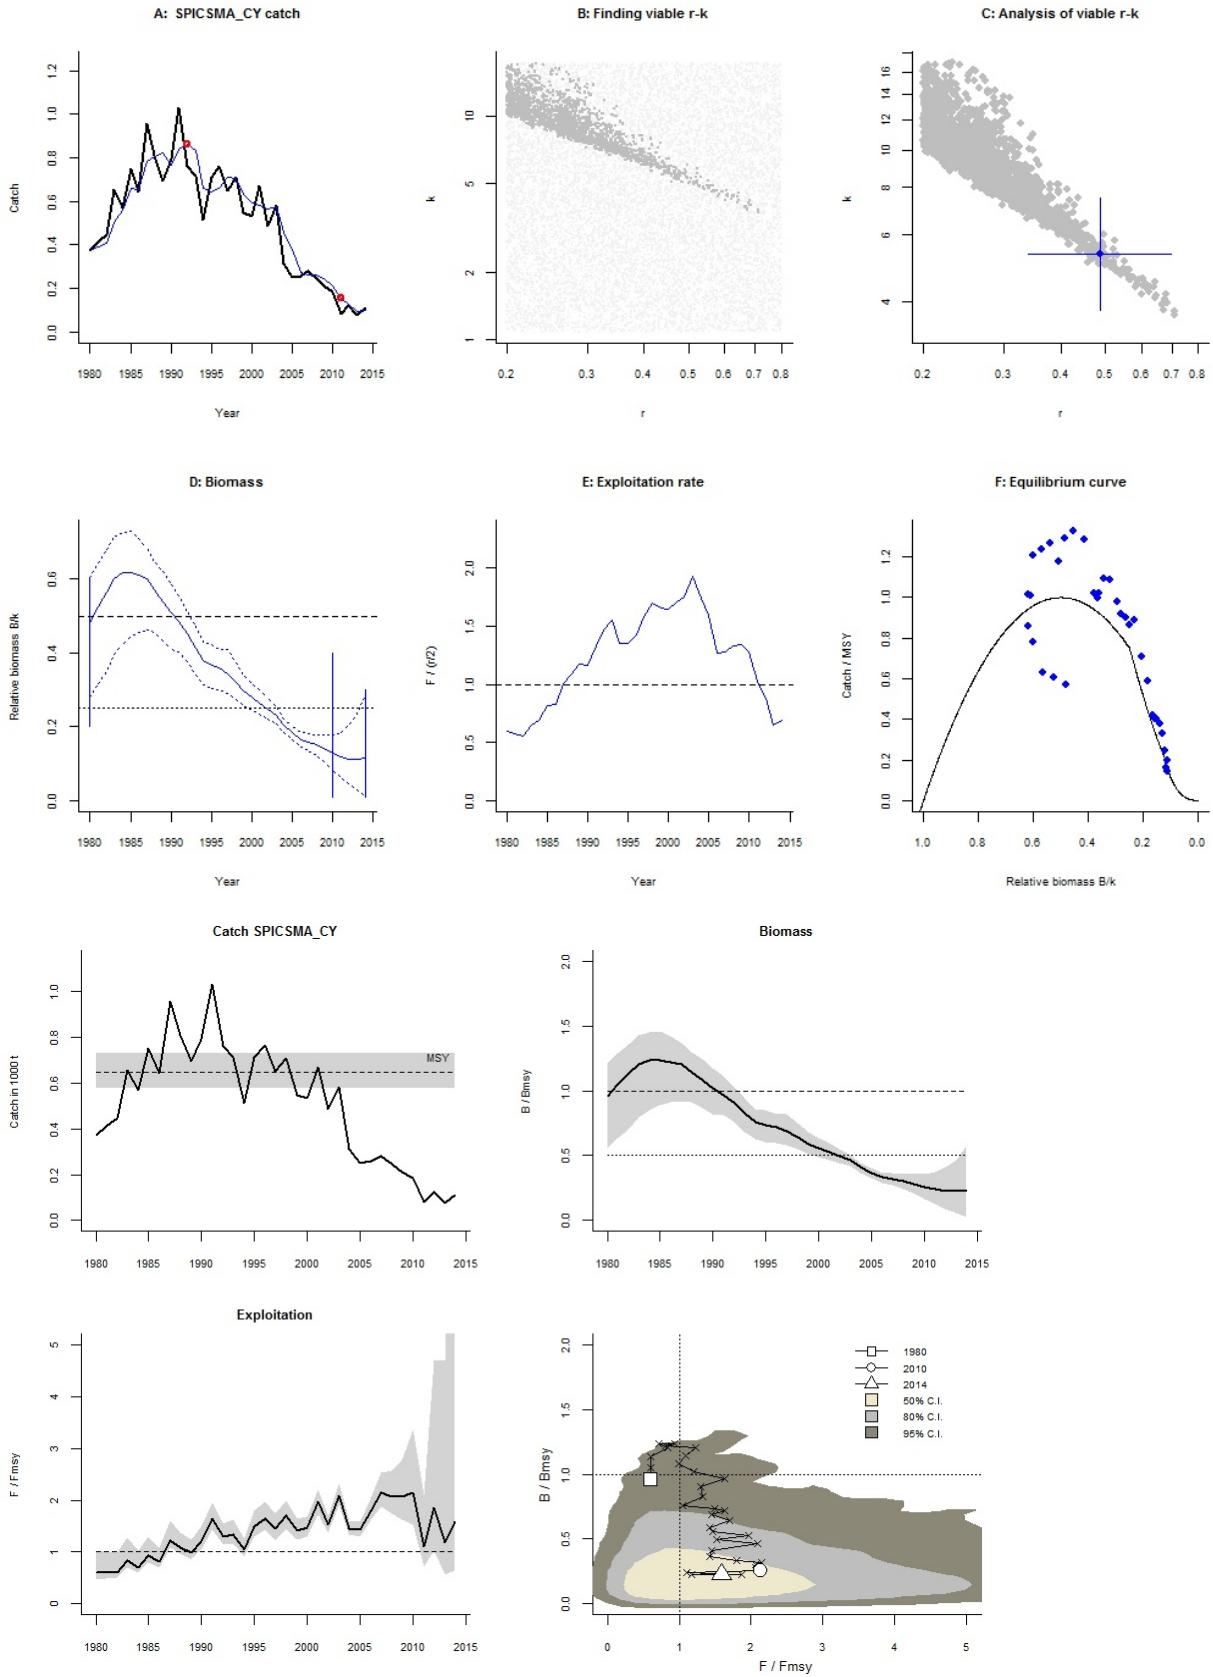 A: SPICSMA_CY catch
B: Finding viable r-k
C: Analysis of viable r-k
Catch
0.0 0.2 0.4 0.6 0.8 1.0 1.2
1980 1985 1990 1995 2000 2005 2010 2015
Year
k
1 2 5 10
0.2 0.3 0.4 0.5 0.6 0.7 0.8
r
k
4 6 8 10 12 14 16
0.2 0.3 0.4 0.5 0.6 0.7 0.8
r
D: Biomass
E: Exploitation rate
F: Equilibrium curve
Relative biomass B/k
0.0 0.2 0.4 0.6
1980 1985 1990 1995 2000 2005 2010 2015
Year
F / (r/2)
0.0 0.5 1.0 1.5 2.0
1980 1985 1990 1995 2000 2005 2010 2015
Year
Catch / MSY
0.0 0.2 0.4 0.6 0.8 1.0 1.2
1.0 0.8 0.6 0.4 0.2 0.0
Relative biomass B/k
Catch SPICSMA_CY
Biomass
Catch in 1000 t
0.0 0.2 0.4 0.6 0.8 1.0
MSY
1980 1985 1990 1995 2000 2005 2010 2015
B / Bmsy
0.0 0.5 1.0 1.5 2.0
1980 1985 1990 1995 2000 2005 2010 2015
Exploitation
F / Fmsy
0 1 2 3 4 5
1980 1985 1990 1995 2000 2005 2010 2015
B / Bmsy
0.0 0.5 1.0 1.5 2.0
1980
2010
2014
50% C.I.
80% C.I.
95% C.I.
0 1 2 3 4 5
F / Fmsy